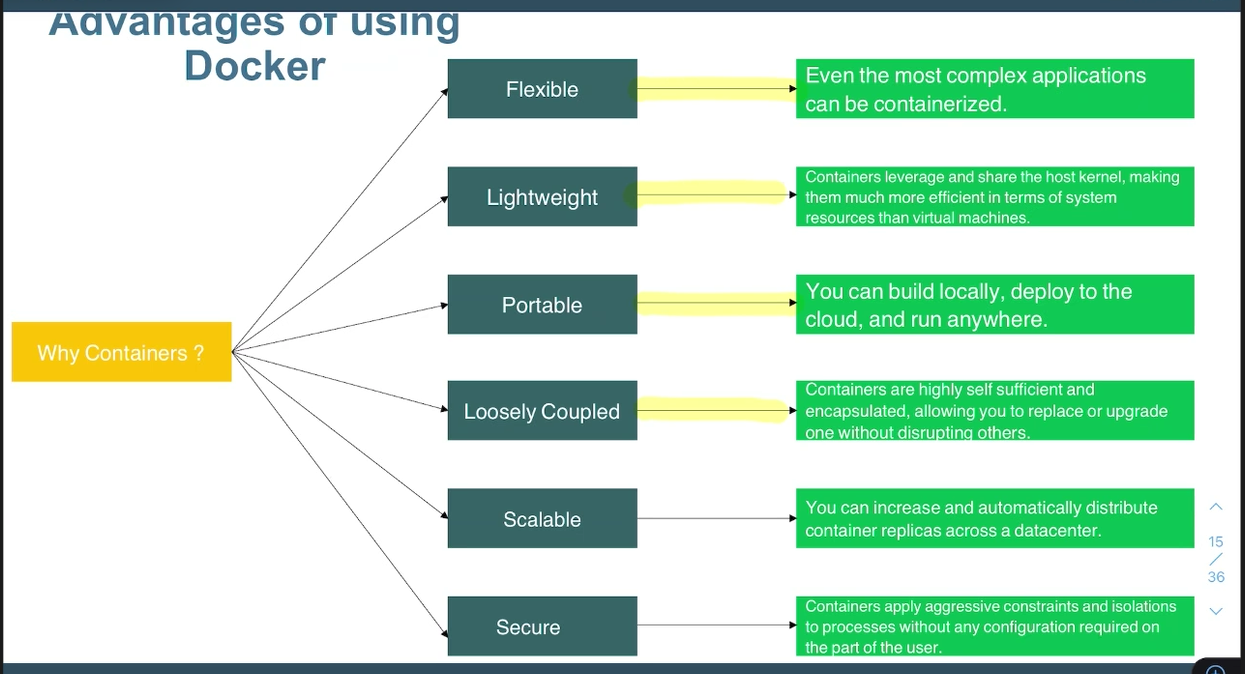 Advantages of using
Docker
Why Containers ?
Flexible
Even the most complex applications
can be containerized.
Lightweight
Containers leverage and share the host kernel, making
them much more efficient in terms of system
resources than virtual machines.
Portable
You can build locally, deploy to the
cloud, and run anywhere.
Loosely Coupled
Containers are highly self sufficient and
encapsulated, allowing you to replace or upgrade
one without disrupting others.
Scalable
You can increase and automatically distribute
container replicas across a datacenter.
Secure
Containers apply aggressive constraints and isolations
to processes without any configuration required on
the part of the user.
15
/
36